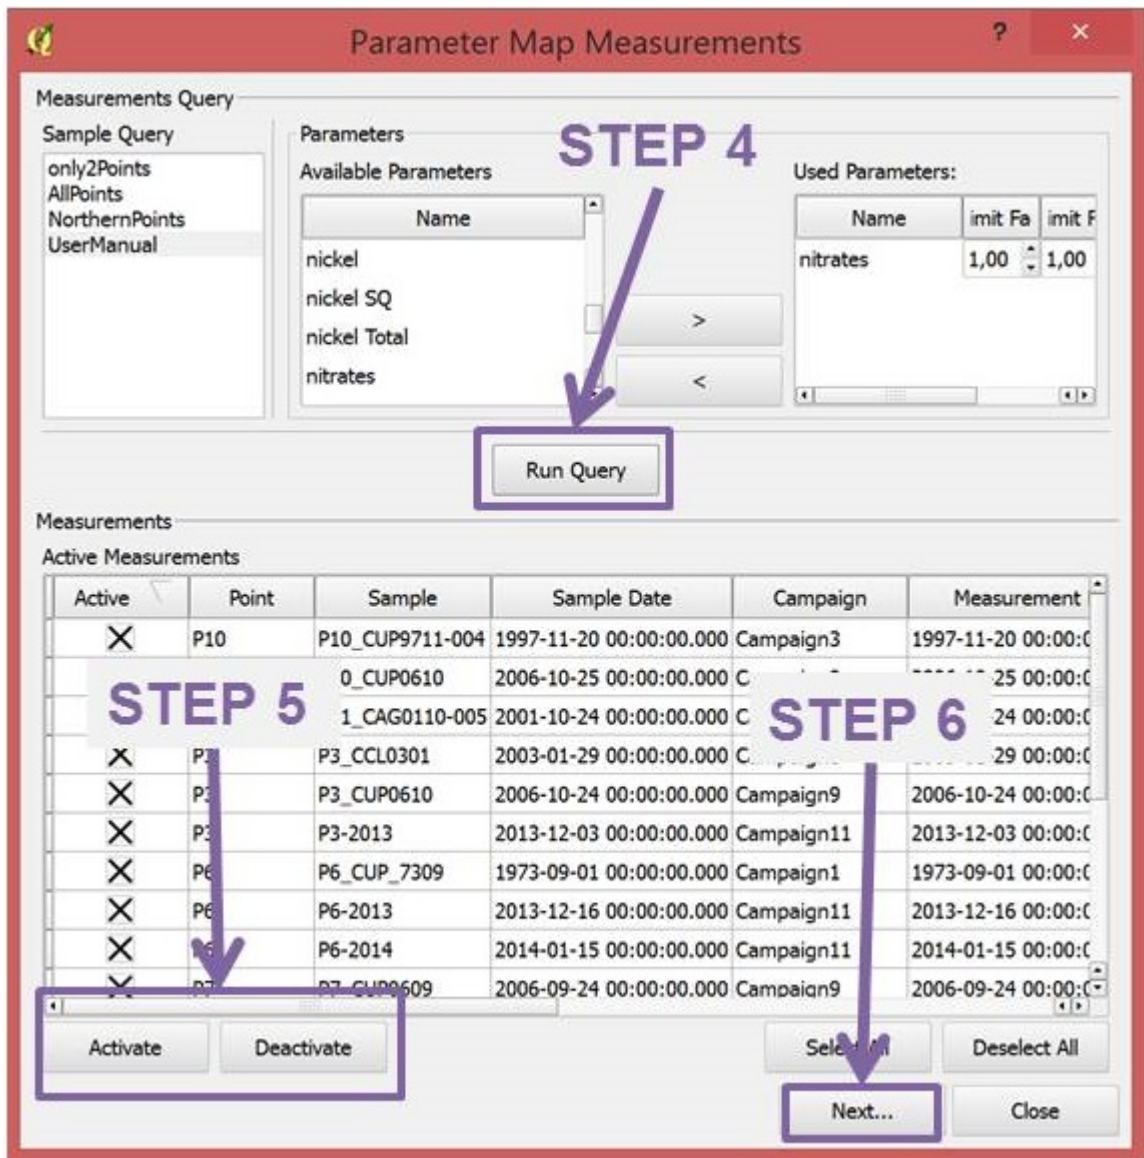 Parameter Map Measurements
?
×
Measurements Query
Sample Query
only2Points
AllPoints
NorthernPoints
UserManual
Parameters
STEP 4
Available Parameters
Name
nickel
nickel SQ
nickel Total
nitrates
>
<
Used Parameters:
Name imit Fa imit F
nitrates 1,00 1,00
Run Query
Measurements
Active Measurements
Active Point Sample Sample Date Campaign Measurement
X P10 P10_CUP9711-004 1997-11-20 00:00:00.000 Campaign3 1997-11-20 00:00:0
0_CUP0610 2006-10-25 00:00:00.000 C 25 00:00:0
STEP 5
1_CAG0110-005 2001-10-24 00:00:00.000 C 24 00:00:0
STEP 6
X P3 P3_CCL0301 2003-01-29 00:00:00.000 C 29 00:00:0
X P3 P3_CUP0610 2006-10-24 00:00:00.000 Campaign9 2006-10-24 00:00:0
X P3 P3-2013 2013-12-03 00:00:00.000 Campaign11 2013-12-03 00:00:0
X P6 P6_CUP_7309 1973-09-01 00:00:00.000 Campaign1 1973-09-01 00:00:0
X P6 P6-2013 2013-12-16 00:00:00.000 Campaign11 2013-12-16 00:00:0
X P6 P6-2014 2014-01-15 00:00:00.000 Campaign11 2014-01-15 00:00:0
X P7 P7_CUP0609 2006-09-24 00:00:00.000 Campaign9 2006-09-24 00:00:0
Activate Deactivate Select All Deselect All
Next... Close